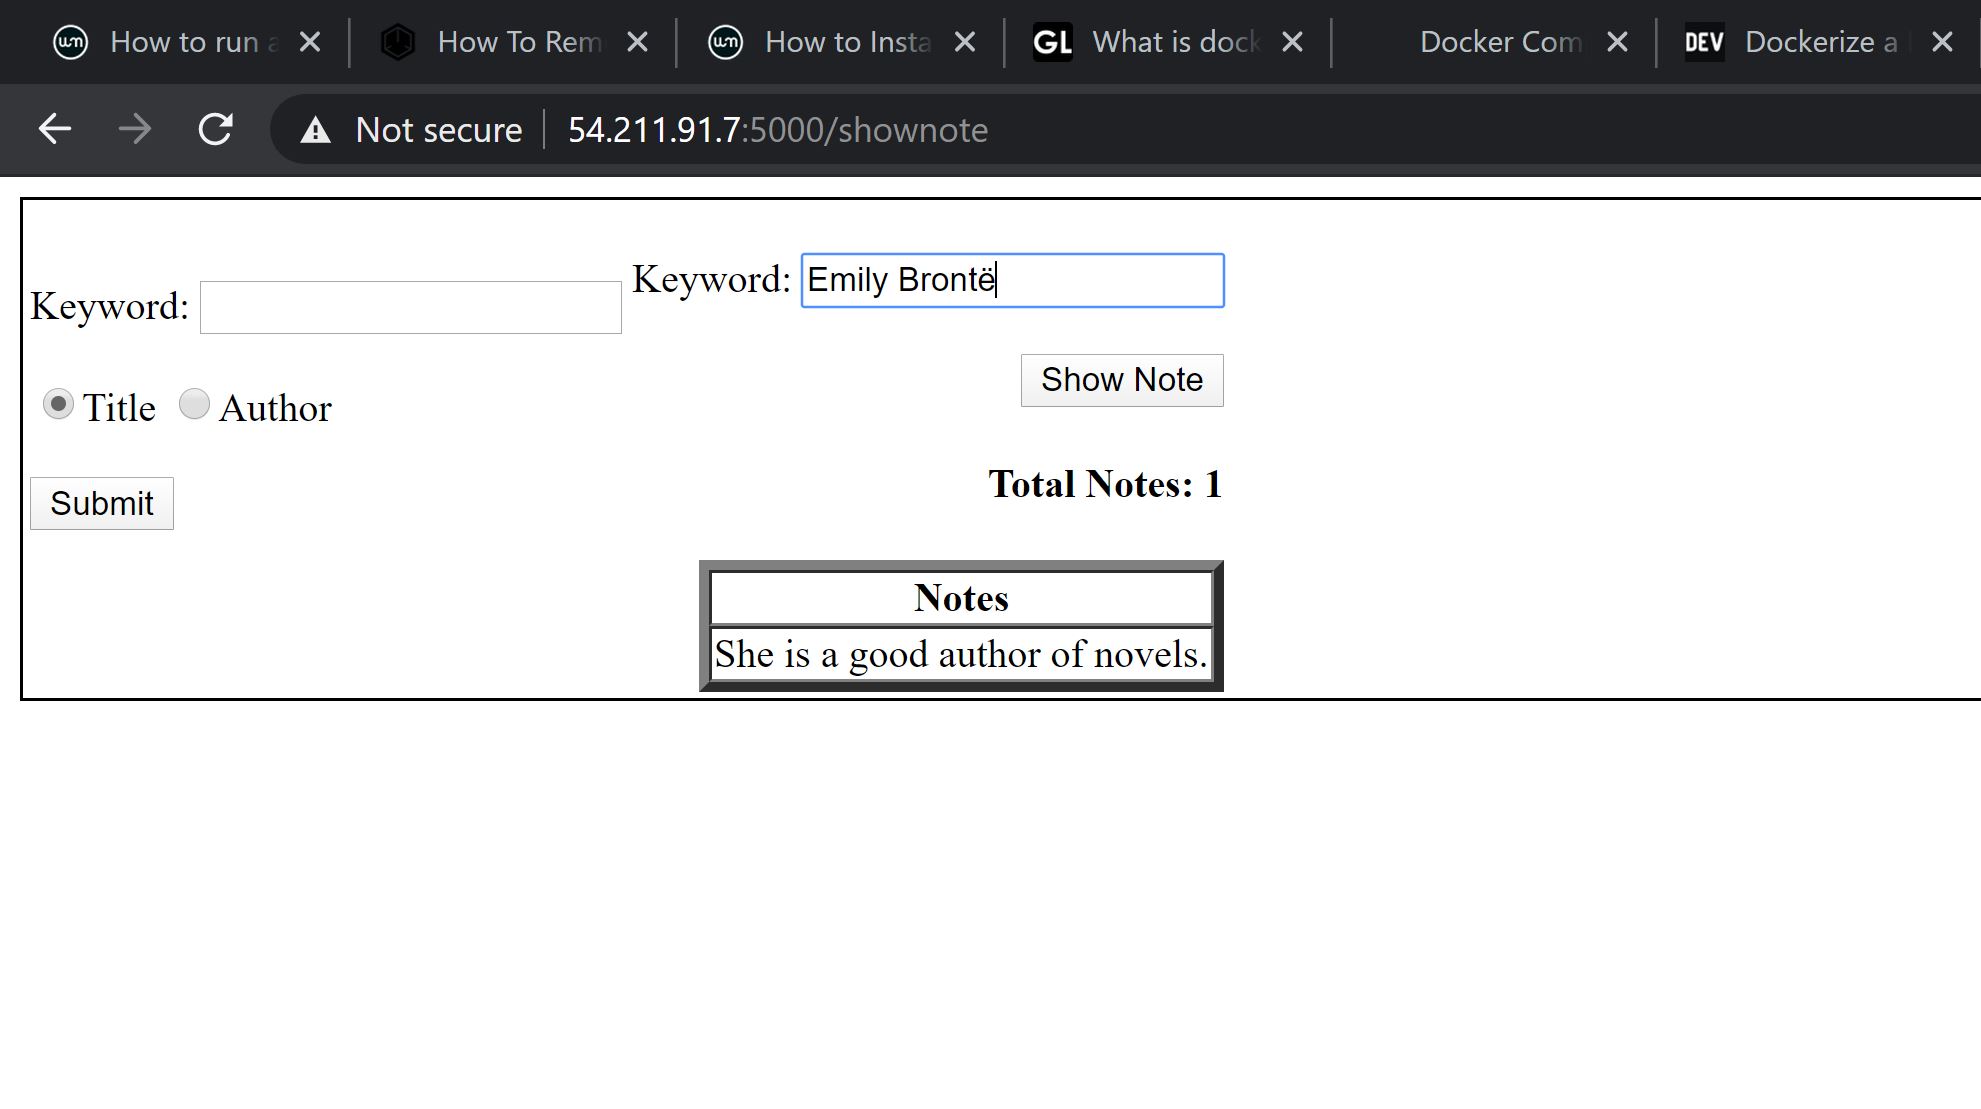 How to run a
How To Rem
How to Insta
GL What is dock
Docker Com
DEV Dockerize a
Not secure 54.211.91.7:5000/shownote
Keyword:
Keyword: Emily Brontë
Title Author
Show Note
Submit
Total Notes: 1
Notes
She is a good author of novels.